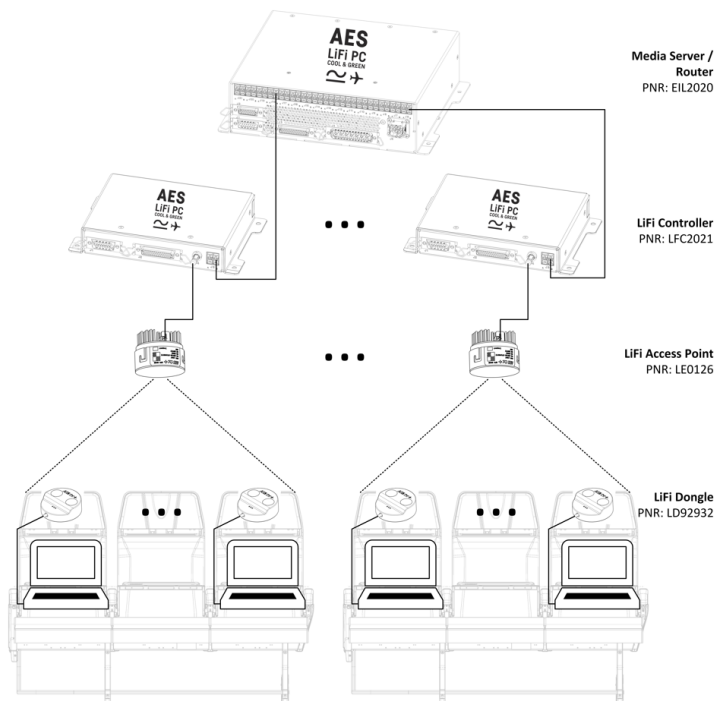 AES
LiFi PC
COOL & GREEN
Media Server /
Router
PNR: EIL2020
AES
LiFi PC
COOL & GREEN
AES
LiFi PC
COOL & GREEN
LiFi Controller
PNR: LFC2021
LiFi Access Point
PNR: LE0126
LiFi Dongle
PNR: LD92932